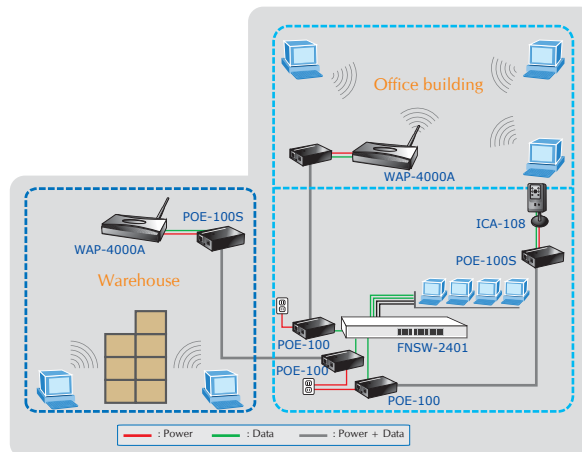 Office building
WAP-4000A
ICA-108
POE-100S
POE-100S
WAP-4000A
Warehouse
POE-100
FNSW-2401
POE-100
POE-100
: Power
: Data
: Power + Data